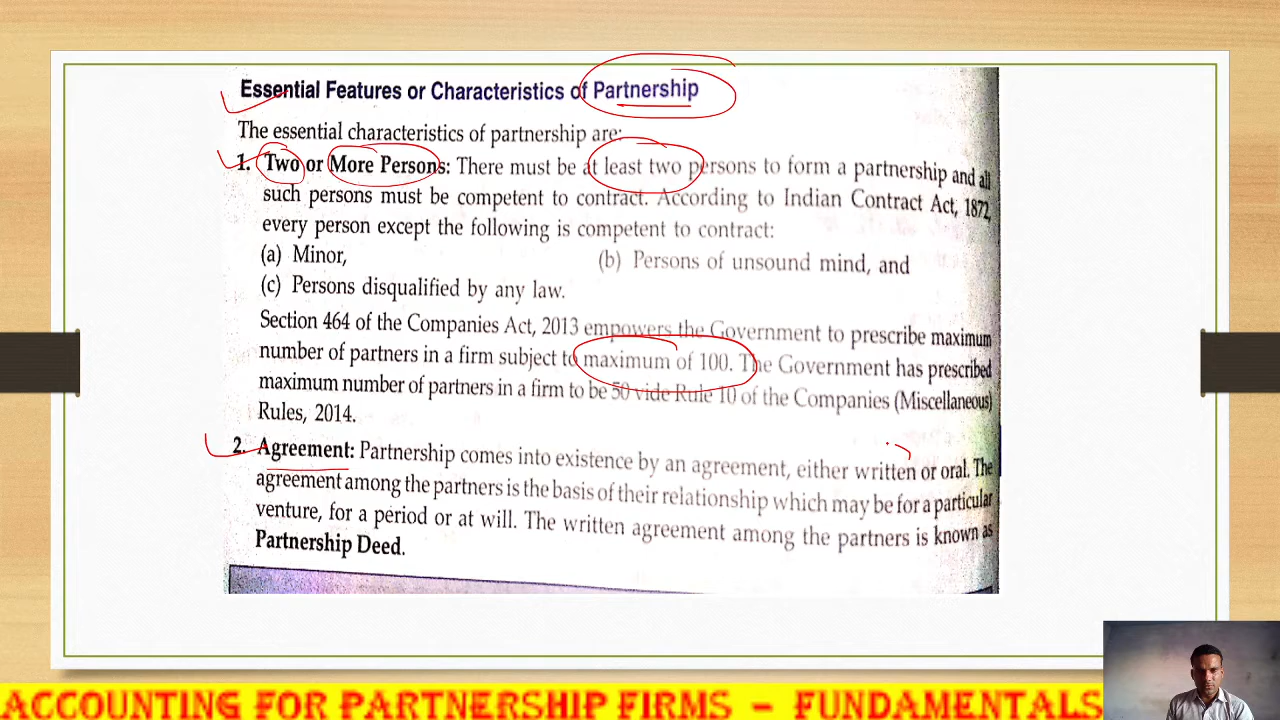 Essential Features or Characteristics of Partnership
The essential characteristics of partnership are:
1. Two or More Persons: There must be at least two persons to form a partnership and all
such persons must be competent to contract. According to Indian Contract Act, 1872,
every person except the following is competent to contract:
(a) Minor, (b) Persons of unsound mind, and
(c) Persons disqualified by any law.
Section 464 of the Companies Act, 2013 empowers the Government to prescribe maximum
number of partners in a firm subject to maximum of 100. The Government has prescribed
maximum number of partners in a firm to be 50 vide Rule 10 of the Companies (Miscellaneous)
Rules, 2014.
2. Agreement: Partnership comes into existence by an agreement, either written or oral. The
agreement among the partners is the basis of their relationship which may be for a particular
venture, for a period or at will. The written agreement among the partners is known as
Partnership Deed.
ACCOUNTING FOR PARTNERSHIP FIRMS – FUNDAMENTALS